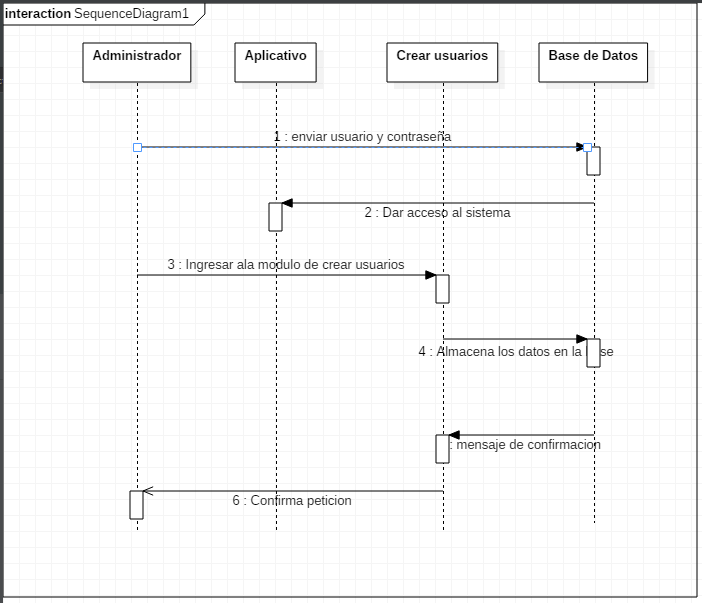 interaction SequenceDiagram1
Administrador
Aplicativo
Crear usuarios
Base de Datos
1 : enviar usuario y contraseña
2 : Dar acceso al sistema
3 : Ingresar ala modulo de crear usuarios
4 : Almacena los datos en la
: mensaje de confirmacion
6 : Confirma peticion